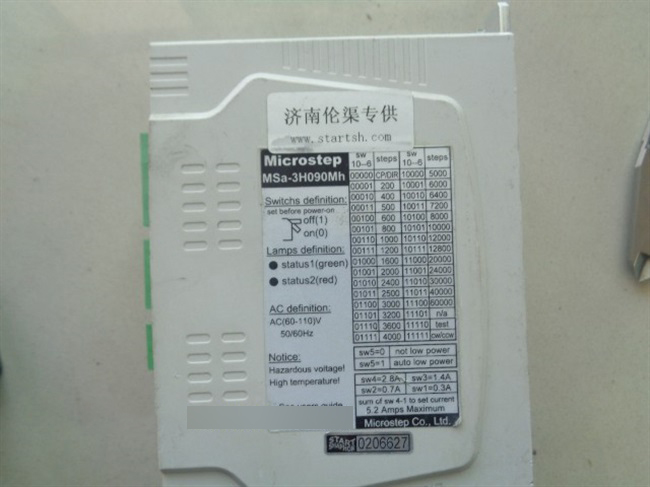 济南伦渠专供
www.startsh.com
Microstep
MSa-3H090Mh
Switchs definition:
set before power-on
off(1)
on(0)
Lamps definition:
status1(green)
status2(red)
AC definition:
AC(60-110)V
50/60Hz
Notice:
Hazardous voltage!
High temperature!
sw 10--6 steps sw 10--6 steps
00000 CP/DIR 10000 5000
00001 200 10001 6000
00010 400 10010 6400
00011 500 10011 7200
00100 600 10100 8000
00101 800 10101 10000
00110 1000 10110 12000
00111 1200 10111 12800
01000 1600 11000 20000
01001 2000 11001 24000
01010 2400 11010 30000
01011 2500 11011 40000
01100 3000 11100 60000
01101 3200 11101 n/a
01110 3600 11110 test
01111 4000 11111 cw/ccw
sw5=0 not low power
sw5=1 auto low power
sw4=2.8A sw3=1.4A
sw2=0.7A sw1=0.3A
sum of sw 4-1 to set current
5.2 Amps Maximum
Microstep Co., Ltd.
START
0206627